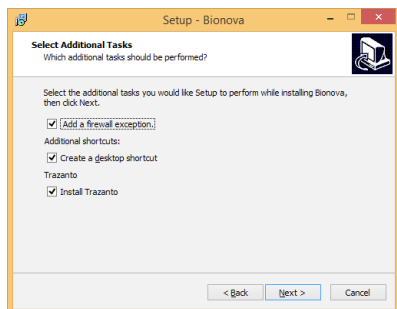 Setup - Bionova
Select Additional Tasks
Which additional tasks should be performed?
Select the additional tasks you would like Setup to perform while installing Bionova,
then click Next.
Add a firewall exception.
Additional shortcuts:
Create a desktop shortcut
Trazanto
Install Trazanto
< Back Next > Cancel